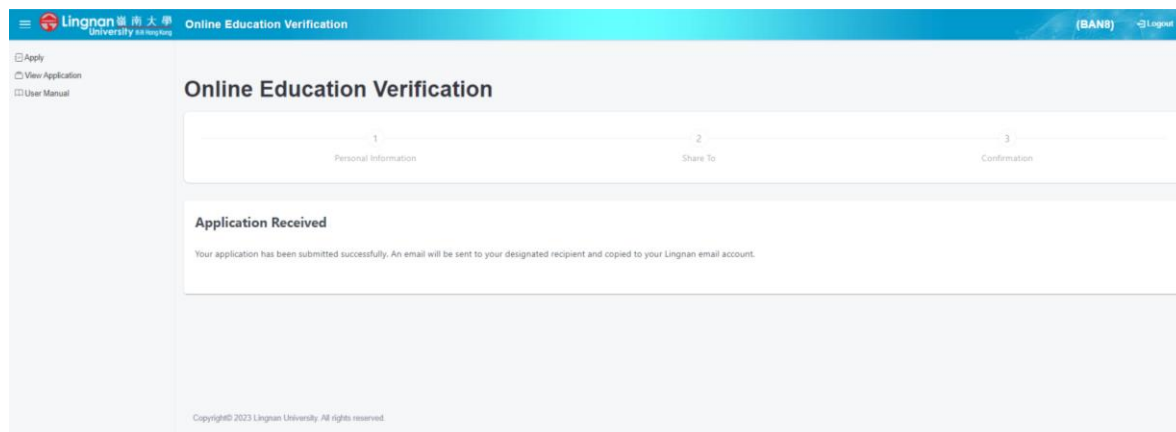 Lingnan 嶺南大學 Online Education Verification (BAN8) Logout
University
Apply
View Application
User Manual
Online Education Verification
1 2 3
Personal Information Share To Confirmation
Application Received
Your application has been submitted successfully. An email will be sent to your designated recipient and copied to your Lingnan email account.
Copyright© 2023 Lingnan University. All rights reserved.